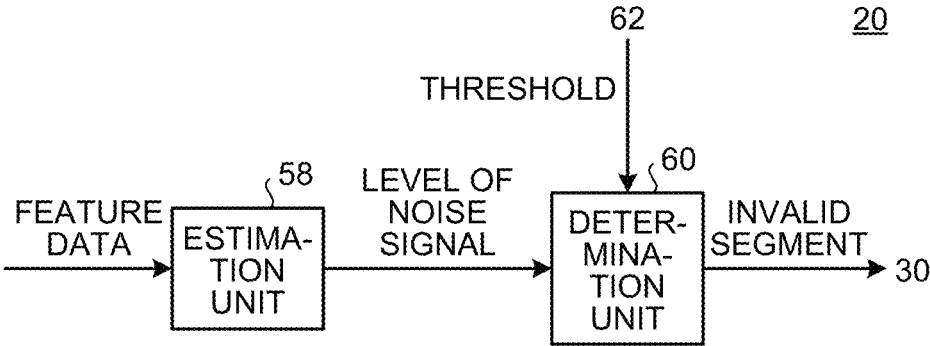 62
20
THRESHOLD
58
60
FEATURE
DATA
ESTIMA-
TION
UNIT
LEVEL OF
NOISE
SIGNAL
DETER-
MINA-
TION
UNIT
INVALID
SEGMENT
30